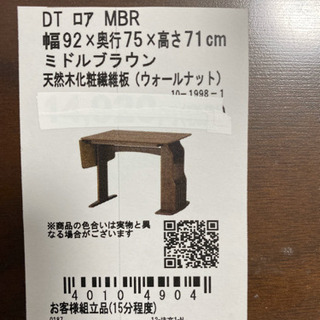 DT ロア MBR
幅92×奥行75×高さ71cm
ミドルブラウン
天然木化粧繊維板（ウォールナット）
10-1998-1
※商品の色合いは実物と異
なる場合がございます。
4010 4904
お客様組立品(15分程度)